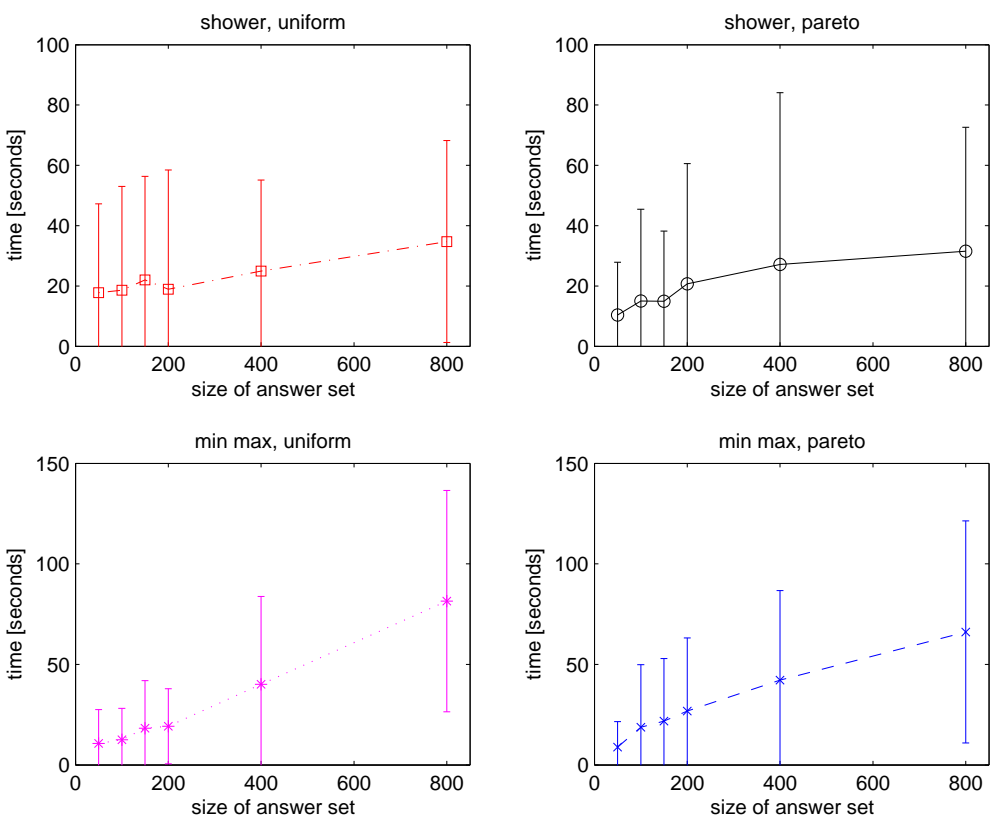 shower, uniform
100
80
60
40
20
0
time [seconds]
0 200 400 600 800
size of answer set
shower, pareto
100
80
60
40
20
0
time [seconds]
0 200 400 600 800
size of answer set
min max, uniform
150
100
50
0
time [seconds]
0 200 400 600 800
size of answer set
min max, pareto
150
100
50
0
time [seconds]
0 200 400 600 800
size of answer set